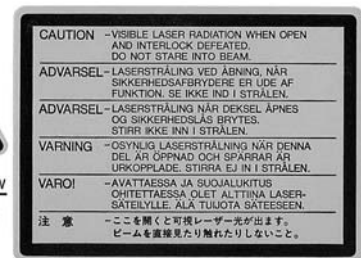 CAUTION -VISIBLE LASER RADIATION WHEN OPEN
AND INTERLOCK DEFEATED.
DO NOT STARE INTO BEAM.
ADVARSEL -LASERSTRÅLING VED ÅBNING, NÅR
SIKKERHEDSAFBRYDERE ER UDE AF
FUNKTION. SE IKKE IND I STRÅLEN.
ADVARSEL -LASERSTRÅLING NÅR DEKSEL ÅPNES
OG SIKKERHEDSLÅS BRYTES.
STIRR IKKE INN I STRÅLEN.
VARNING -OSYNLIG LASERSTRÅLNING NÄR DENNA
DEL ÄR ÖPPNAD OCH SPÄRRAR ÄR
URKOPPLADE. STIRRA EJ IN I STRÅLEN.
VARO! -AVATTAESSA JA SUOJALUKITUS
OHITETTAESSA OLET ALTTIINA LASER-
SÄTEILYLLE. ÄLÄ TUIJOTA SÄTEESEEN.
注 意 -ここを開くと可視レーザー光が出ます。
ビームを直接見たり触れたりしないこと。